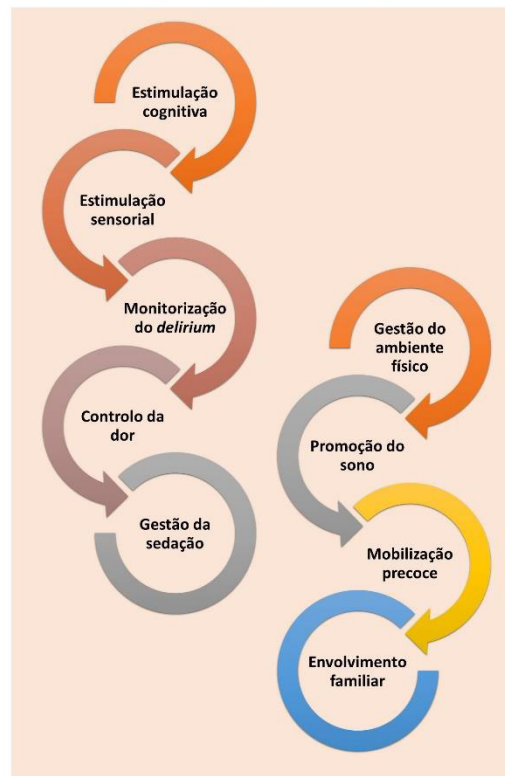 Estimulação
cognitiva
Estimulação
sensorial
Monitorização
do delirium
Controlo da
dor
Gestão da
sedação
Gestão do
ambiente
físico
Promoção do
sono
Mobilização
precoce
Envolvimento
familiar